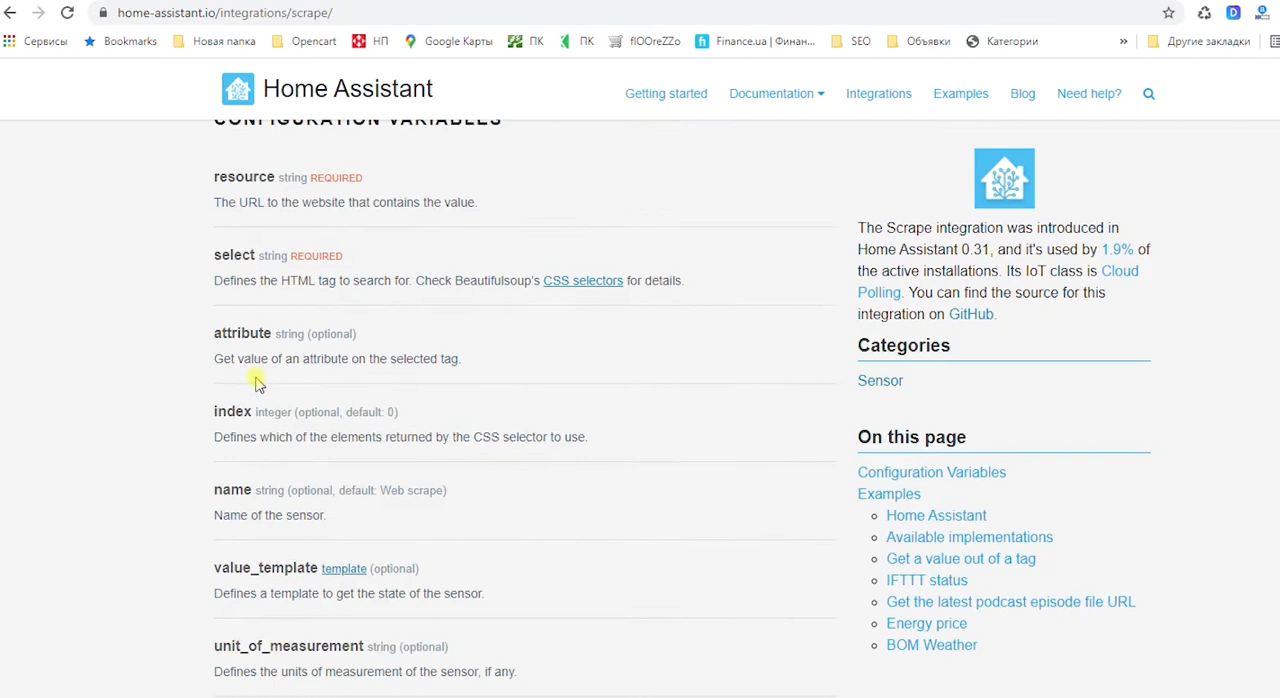 home-assistant.io/integrations/scrape/
Сервисы Bookmarks Новая папка Opencart НП Google Карты ПК ПК flOOreZZo Finance.ua | Финан... SEO Объявки Категории » Другие закладки
Home Assistant
Getting started Documentation Integrations Examples Blog Need help?
CONFIGURATION VARIABLES
resource string REQUIRED
The URL to the website that contains the value.
select string REQUIRED
Defines the HTML tag to search for. Check Beautifulsoup's CSS selectors for details.
attribute string (optional)
Get value of an attribute on the selected tag.
index integer (optional, default: 0)
Defines which of the elements returned by the CSS selector to use.
name string (optional, default: Web scrape)
Name of the sensor.
value_template template (optional)
Defines a template to get the state of the sensor.
unit_of_measurement string (optional)
Defines the units of measurement of the sensor, if any.
The Scrape integration was introduced in
Home Assistant 0.31, and it's used by 1.9% of
the active installations. Its IoT class is Cloud
Polling. You can find the source for this
integration on GitHub.
Categories
Sensor
On this page
Configuration Variables
Examples
Home Assistant
Available implementations
Get a value out of a tag
IFTTT status
Get the latest podcast episode file URL
Energy price
BOM Weather